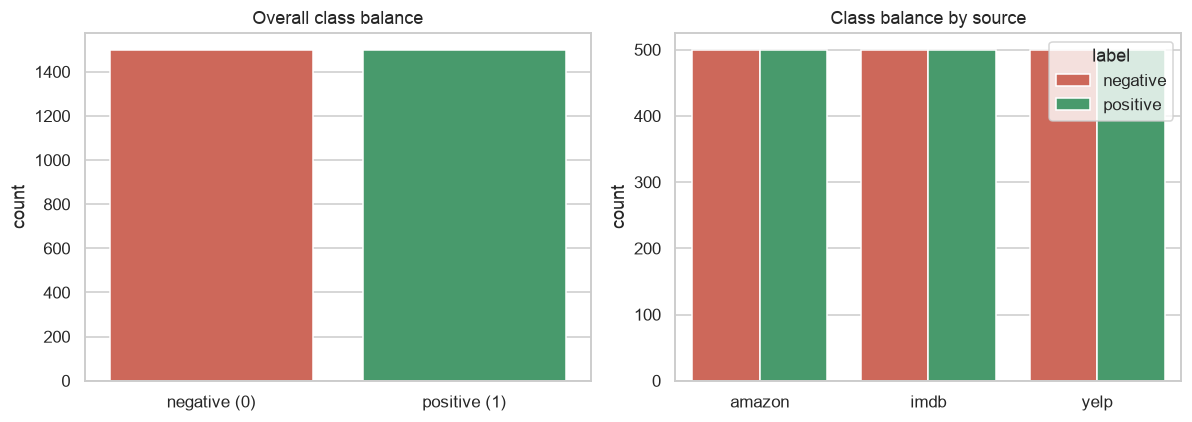 Overall class balance
count
1400
1200
1000
800
600
400
200
0
negative (0) positive (1)
Class balance by source
count
500
400
300
200
100
0
label
negative
positive
amazon imdb yelp